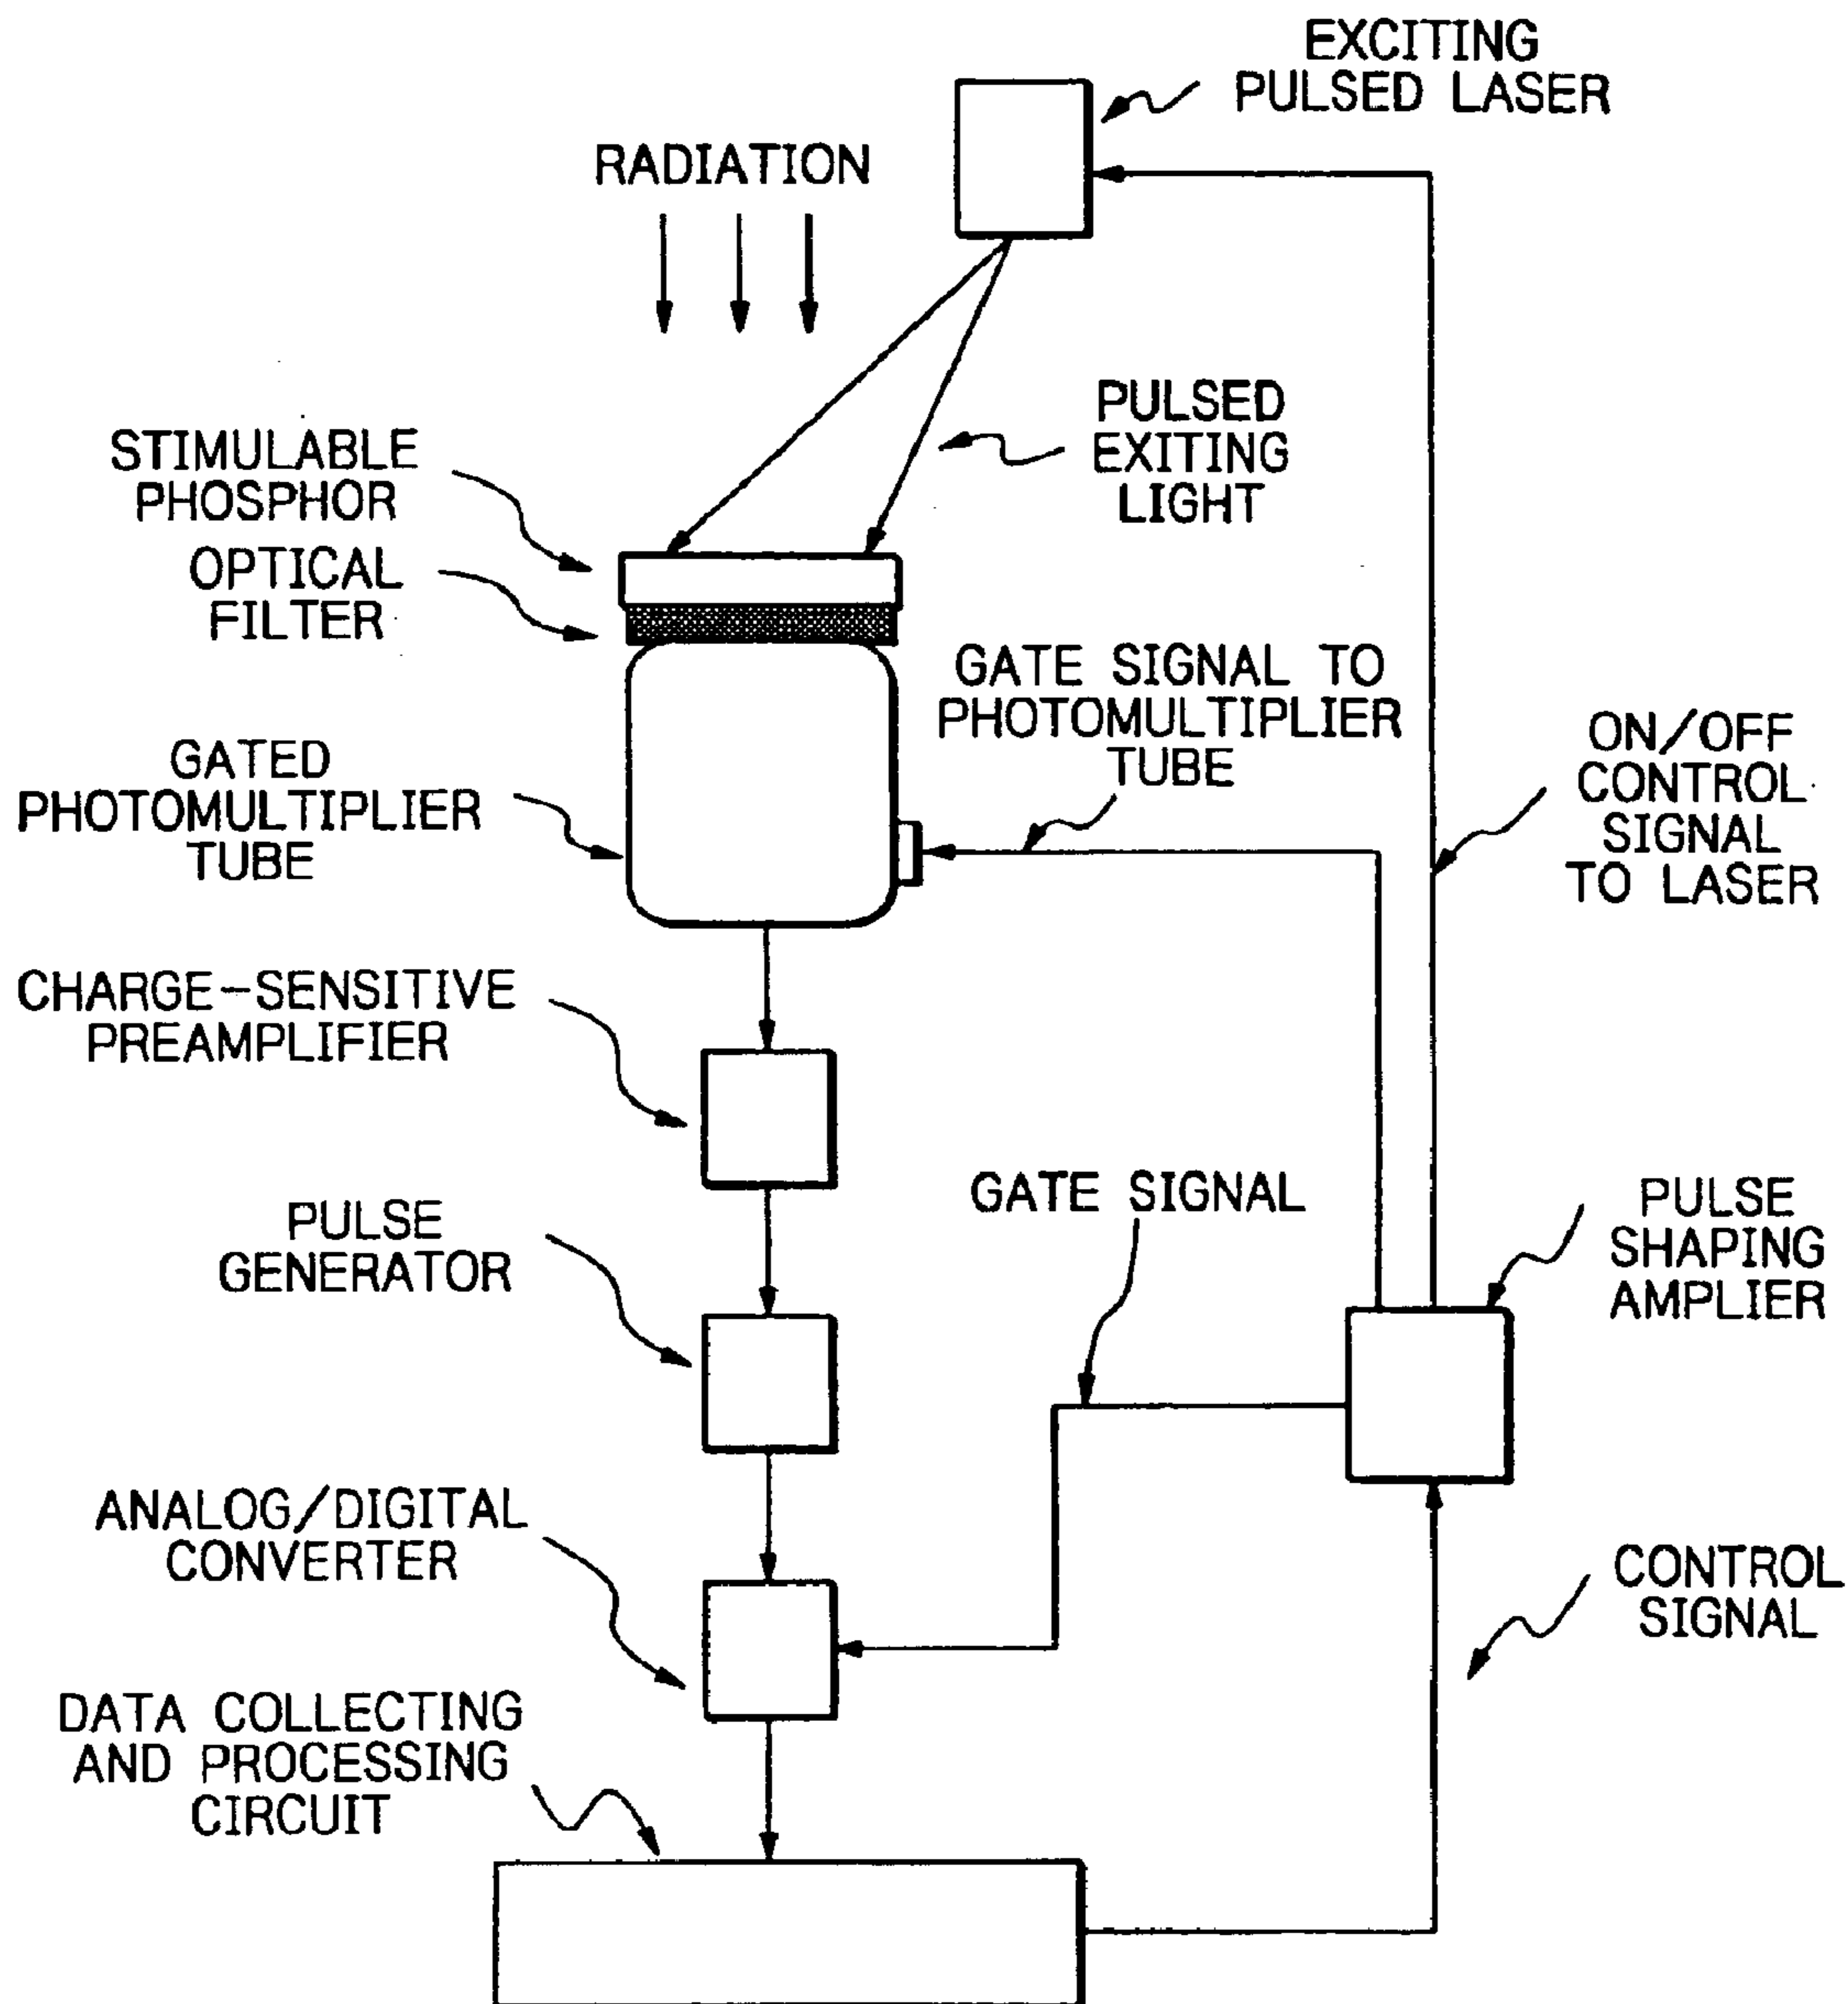 EXCITING
PULSED LASER
RADIATION
PULSED
EXITING
LIGHT
STIMULABLE
PHOSPHOR
OPTICAL
FILTER
GATE SIGNAL TO
PHOTOMULTIPLIER
TUBE
ON/OFF
CONTROL
SIGNAL
TO LASER
GATED
PHOTOMULTIPLIER
TUBE
CHARGE-SENSITIVE
PREAMPLIFIER
GATE SIGNAL
PULSE
SHAPING
AMPLIER
PULSE
GENERATOR
ANALOG/DIGITAL
CONVERTER
CONTROL
SIGNAL
DATA COLLECTING
AND PROCESSING
CIRCUIT